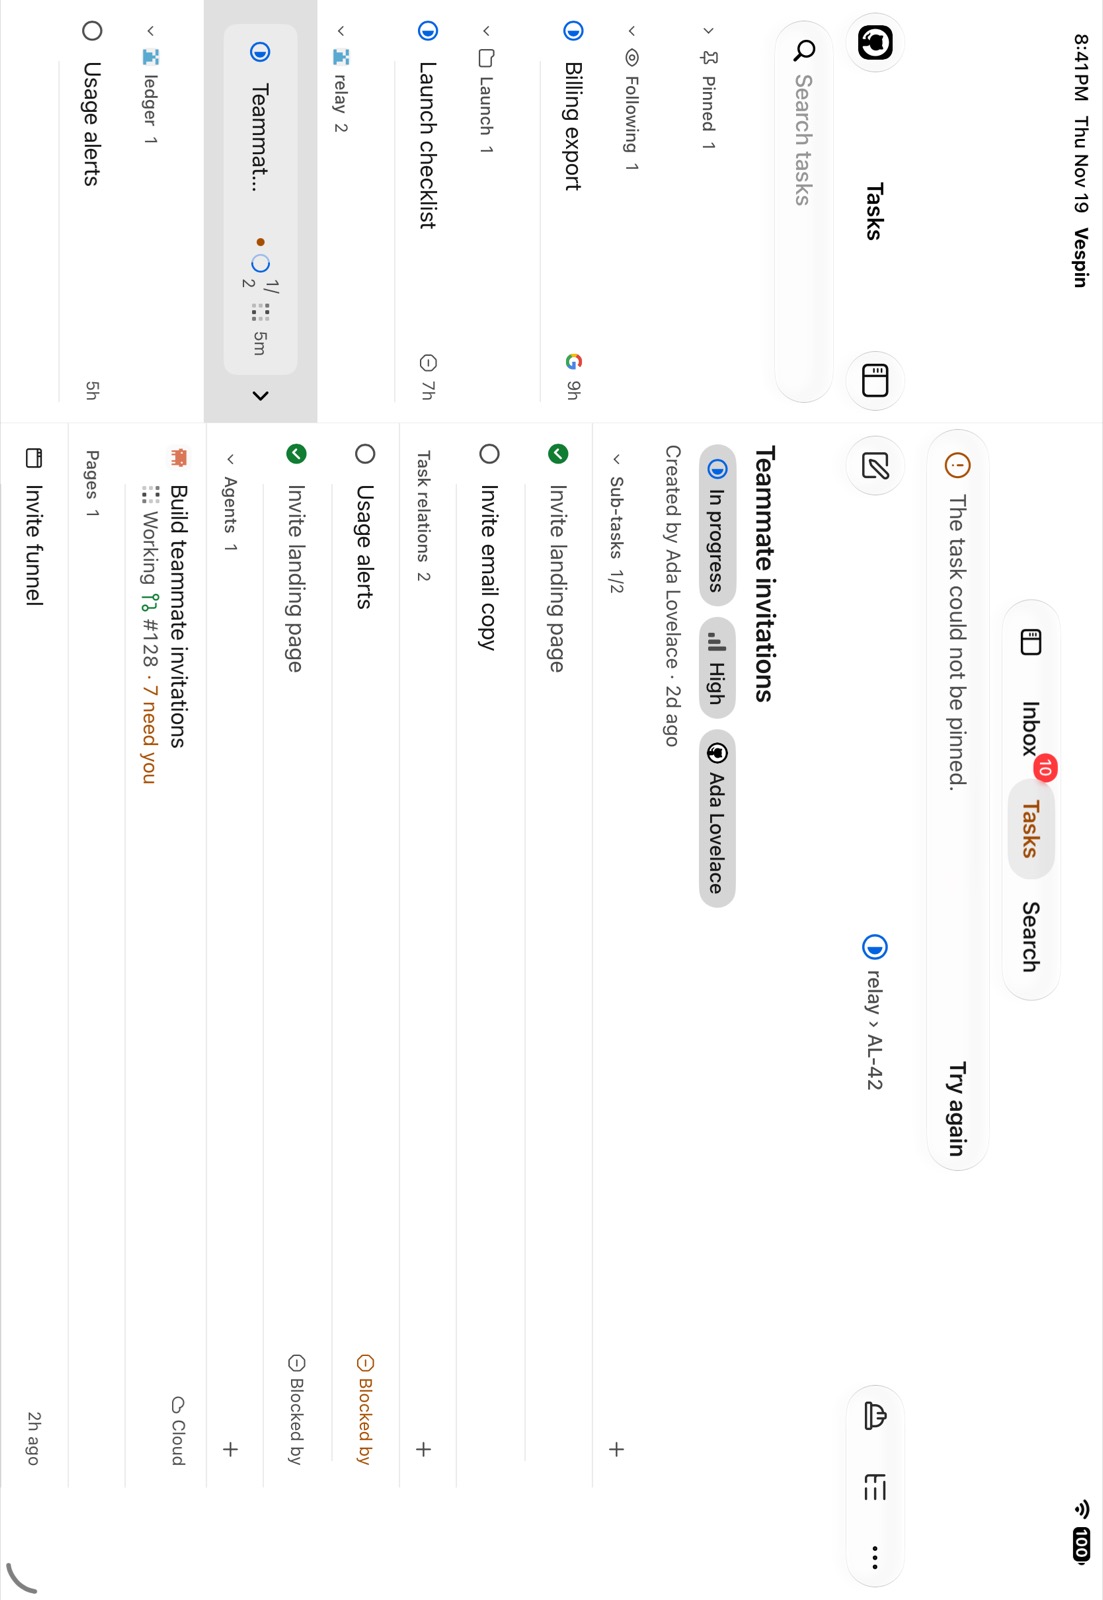 8:41 PM Thu Nov 19 Vespin
100
Inbox 10 Tasks Search
The task could not be pinned. Try again
Tasks
relay › AL-42
Search tasks
Pinned 1
Following 1
Billing export 9h
Launch 1
Launch checklist 7h
relay 2
Teammat... 1/2 5m
ledger 1
Usage alerts 5h
Teammate invitations
In progress High Ada Lovelace
Created by Ada Lovelace · 2d ago
Sub-tasks 1/2
Invite landing page
Invite email copy
Task relations 2
Usage alerts Blocked by
Invite landing page Blocked by
Agents 1
Build teammate invitations Cloud
Working #128 · 7 need you
Pages 1
Invite funnel 2h ago